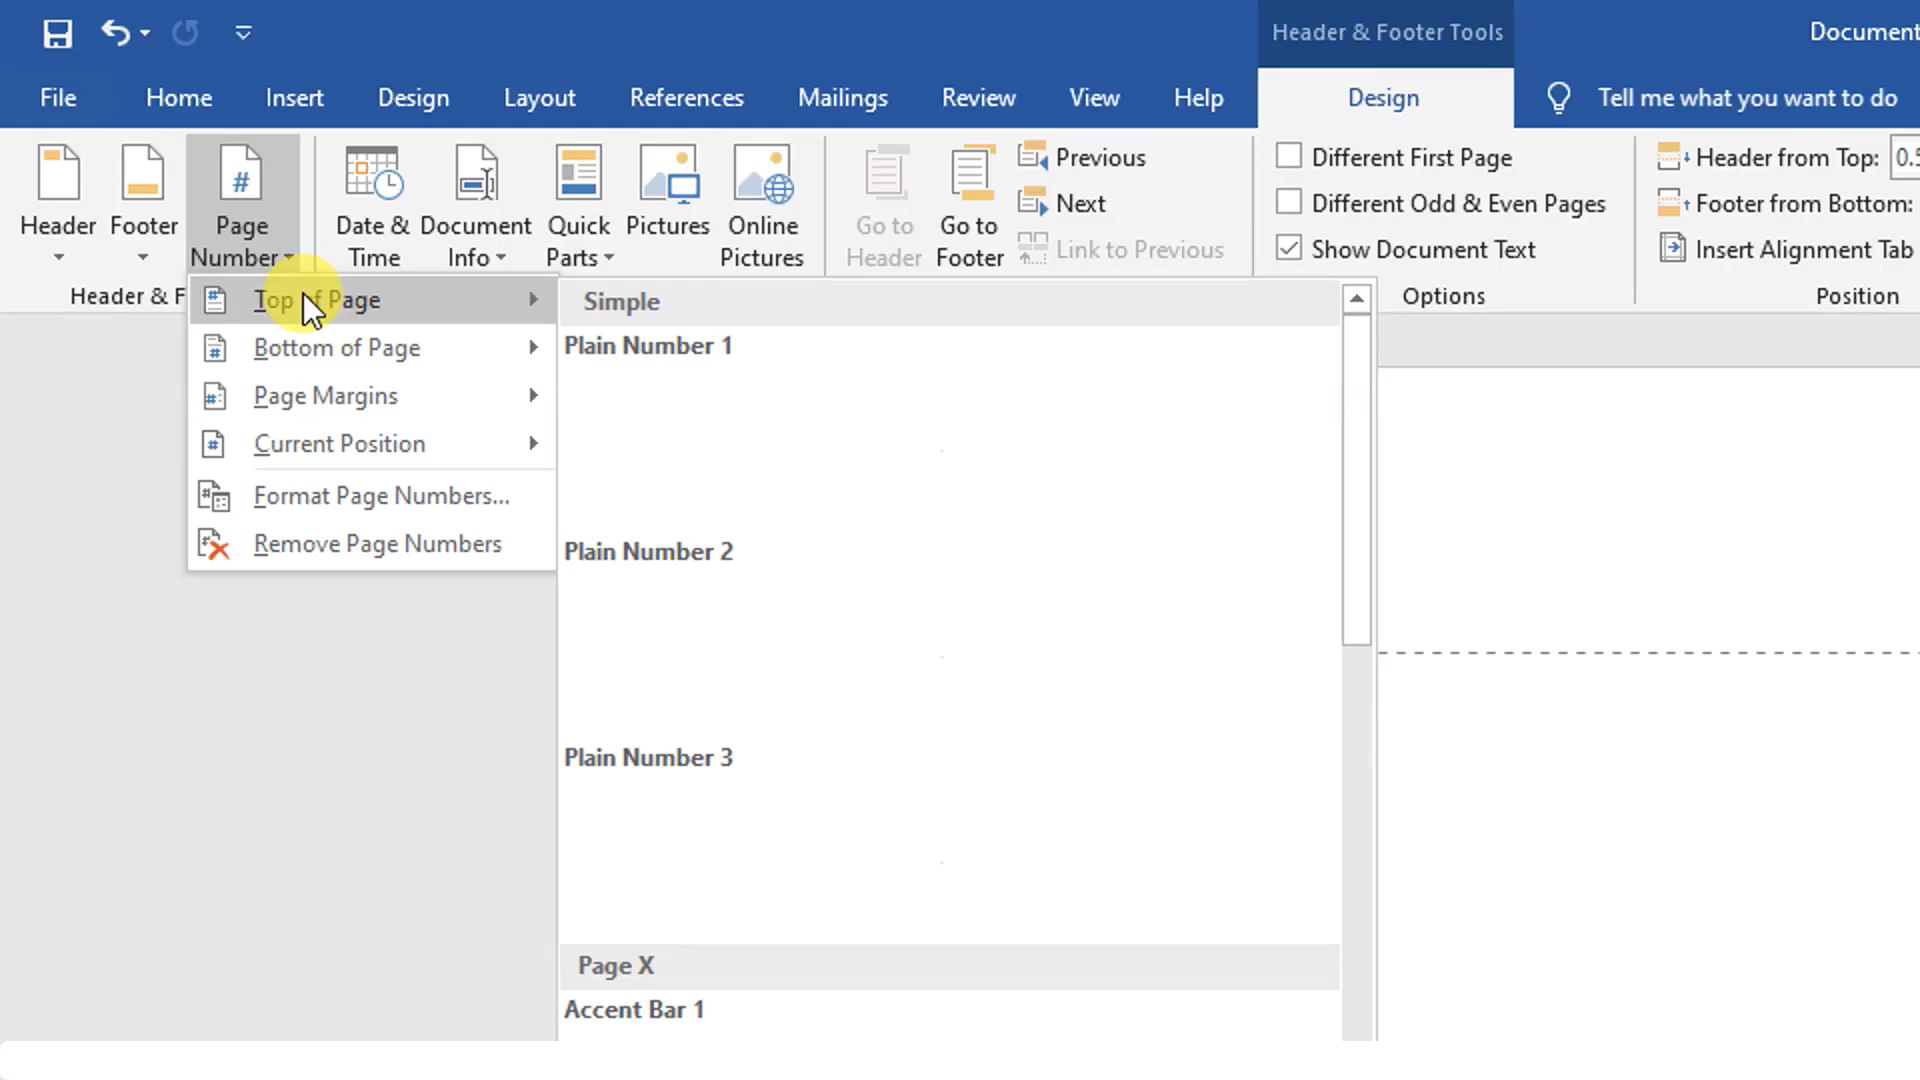 Header & Footer Tools
Document
File Home Insert Design Layout References Mailings Review View Help Design Tell me what you want to do
Header
Footer
Page
Number
Date &
Time
Document
Info
Quick
Parts
Pictures
Online
Pictures
Go to
Header
Go to
Footer
Previous
Next
Link to Previous
Different First Page
Different Odd & Even Pages
Show Document Text
Header from Top: 0.5
Footer from Bottom:
Insert Alignment Tab
Header & F
Options
Position
Top of Page
Bottom of Page
Page Margins
Current Position
Format Page Numbers...
Remove Page Numbers
Simple
Plain Number 1
Plain Number 2
Plain Number 3
Page X
Accent Bar 1